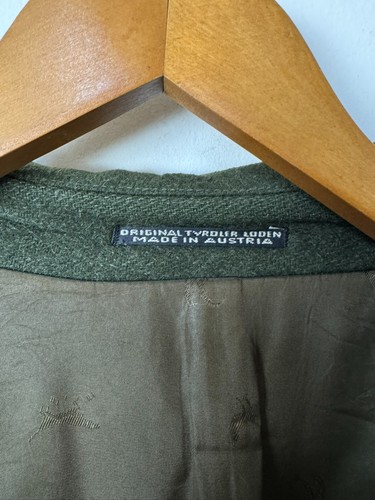 ORIGINAL TYROLER LODEN
MADE IN AUSTRIA